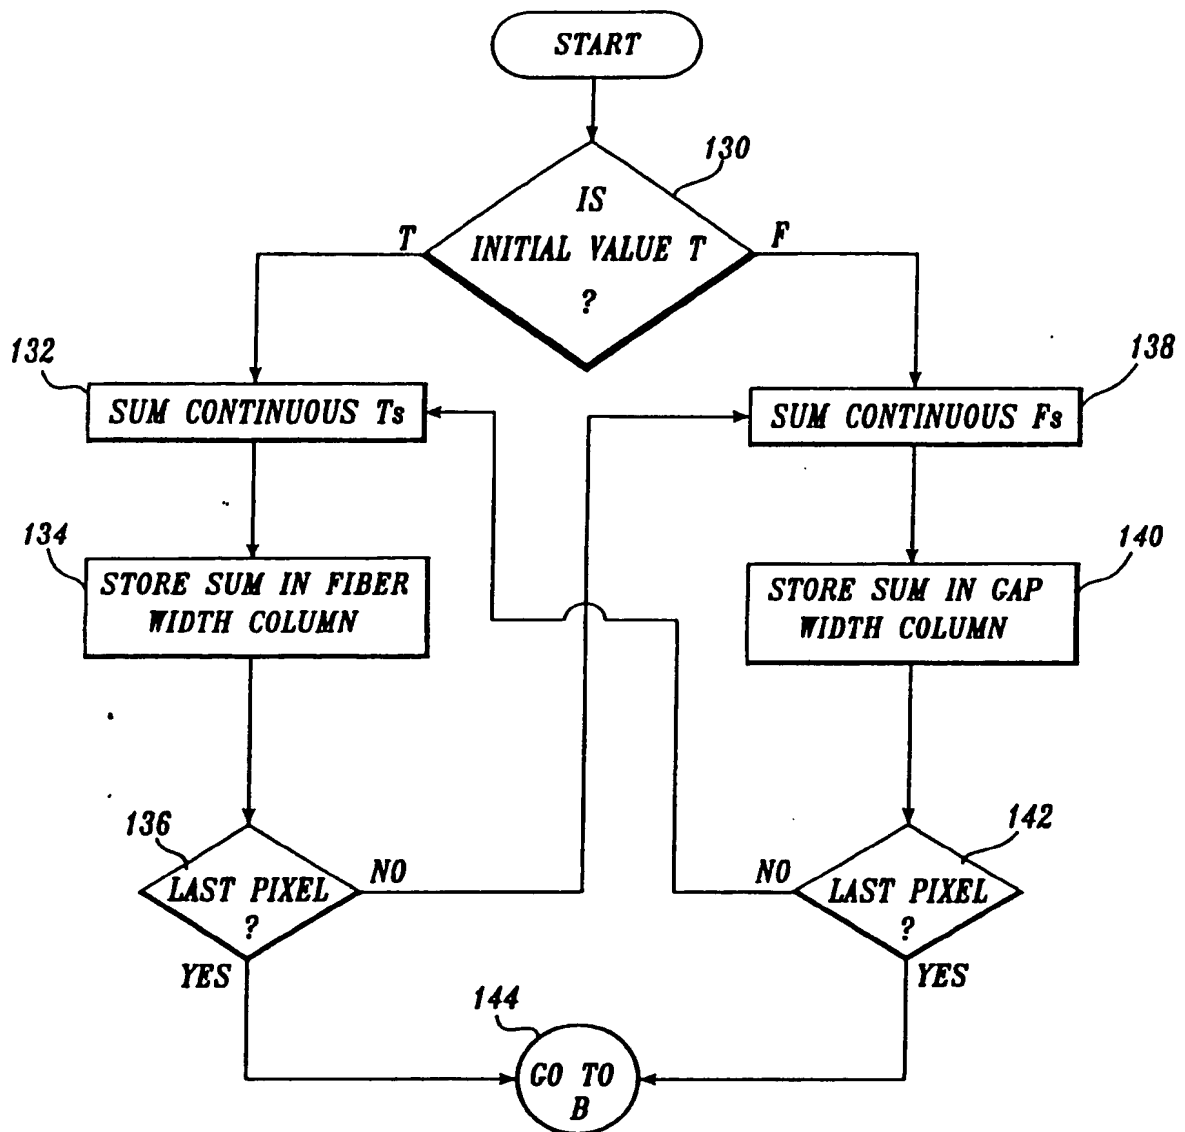 START
130
IS
INITIAL VALUE T
?
T
F
132
SUM CONTINUOUS Ts
138
SUM CONTINUOUS Fs
134
STORE SUM IN FIBER
WIDTH COLUMN
140
STORE SUM IN GAP
WIDTH COLUMN
136
LAST PIXEL
?
NO
YES
142
NO
LAST PIXEL
?
YES
144
GO TO
B